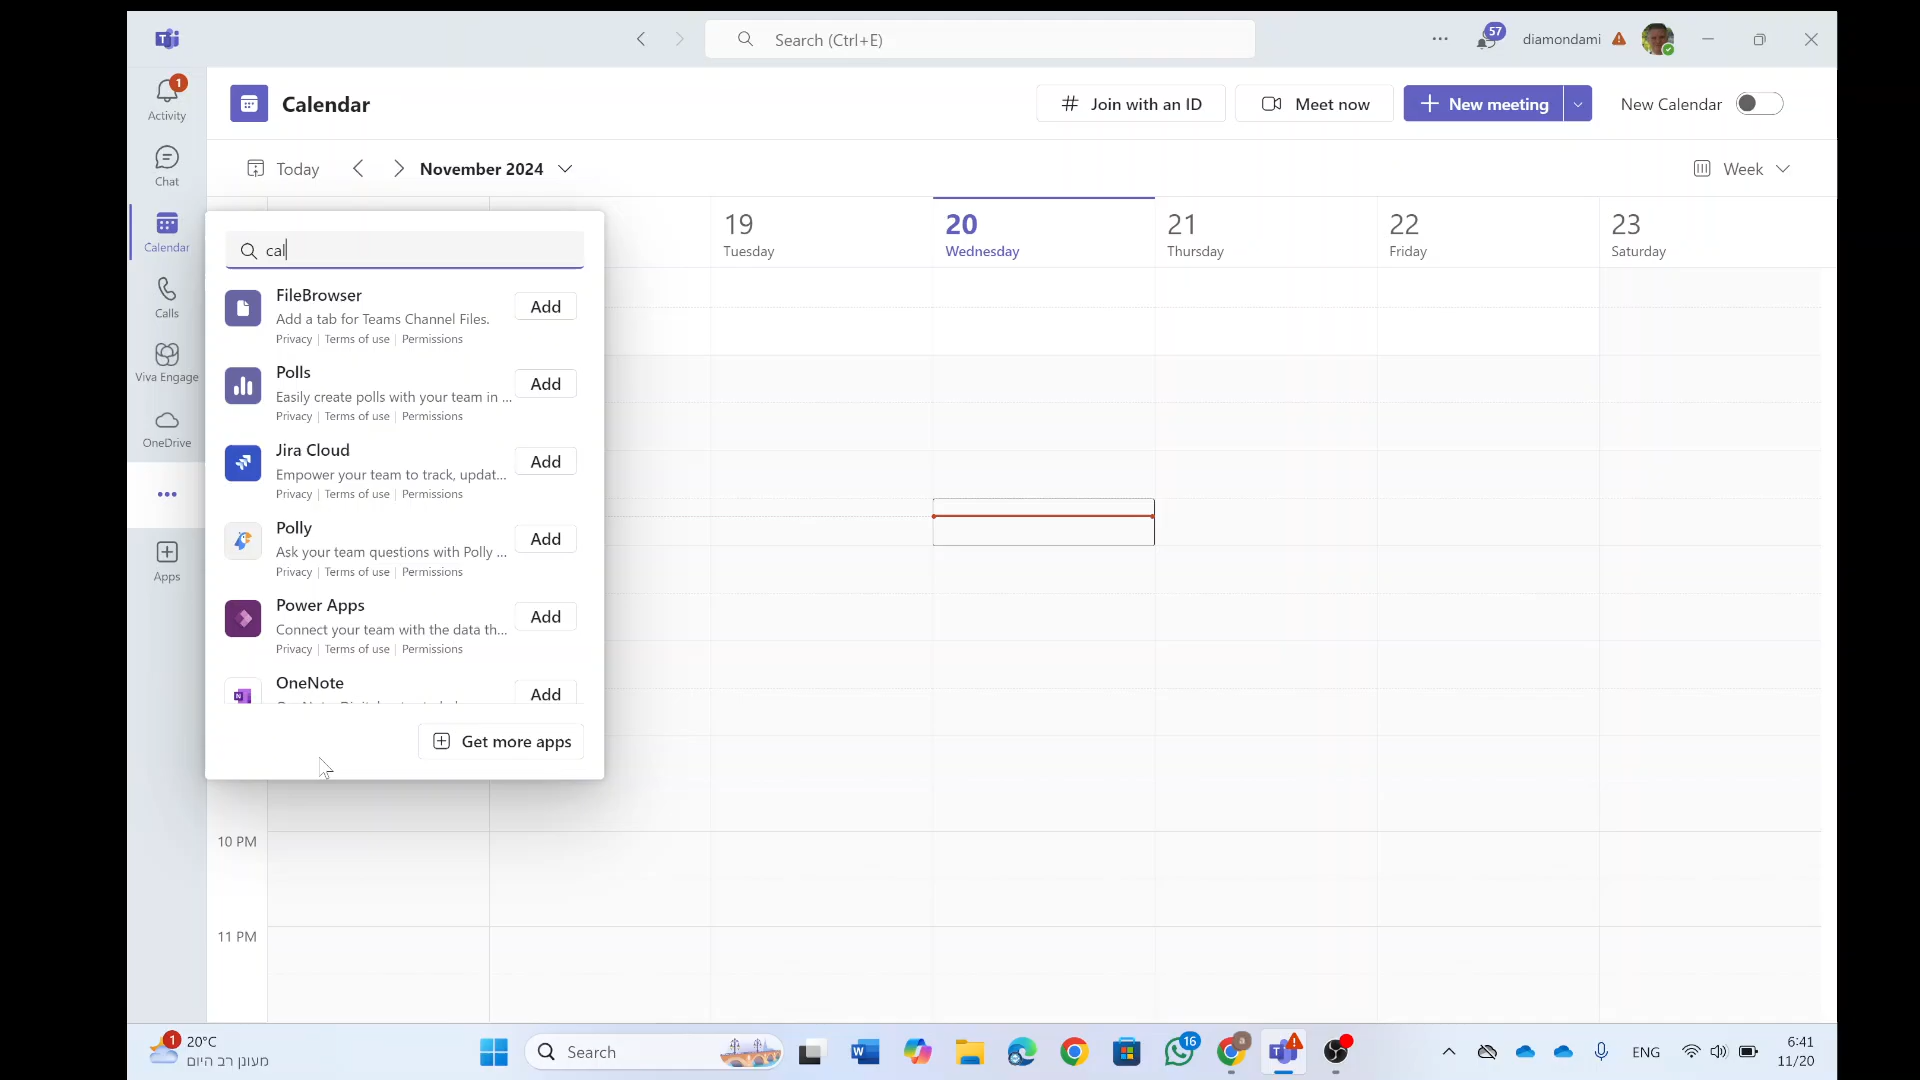 Search (Ctrl+E)
57
diamondami
1
Activity
Chat
Calendar
Calls
Viva Engage
OneDrive
Apps
Calendar
Join with an ID
Meet now
New meeting
New Calendar
Today
November 2024
Week
19
Tuesday
20
Wednesday
21
Thursday
22
Friday
23
Saturday
cal
FileBrowser
Add a tab for Teams Channel Files.
Privacy | Terms of use | Permissions
Add
Polls
Easily create polls with your team in ...
Privacy | Terms of use | Permissions
Add
Jira Cloud
Empower your team to track, updat...
Privacy | Terms of use | Permissions
Add
Polly
Ask your team questions with Polly ...
Privacy | Terms of use | Permissions
Add
Power Apps
Connect your team with the data th...
Privacy | Terms of use | Permissions
Add
OneNote
Add
Get more apps
10 PM
11 PM
1
20°C
מעונן רב היום
Search
16
a
ENG
6:41
11/20